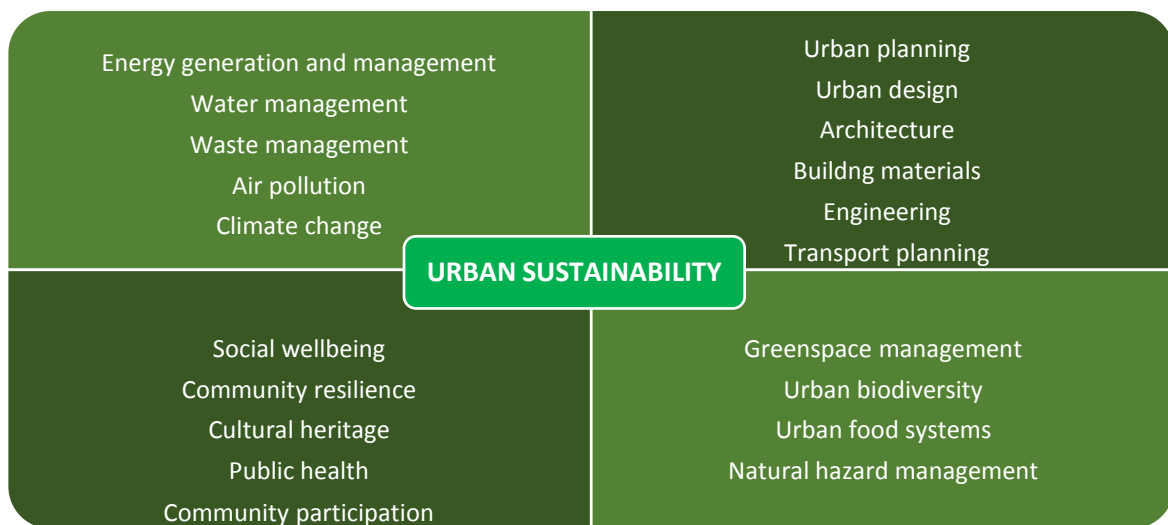 Energy generation and management
Water management
Waste management
Air pollution
Climate change
Urban planning
Urban design
Architecture
Buildng materials
Engineering
Transport planning
URBAN SUSTAINABILITY
Social wellbeing
Community resilience
Cultural heritage
Public health
Community participation
Greenspace management
Urban biodiversity
Urban food systems
Natural hazard management